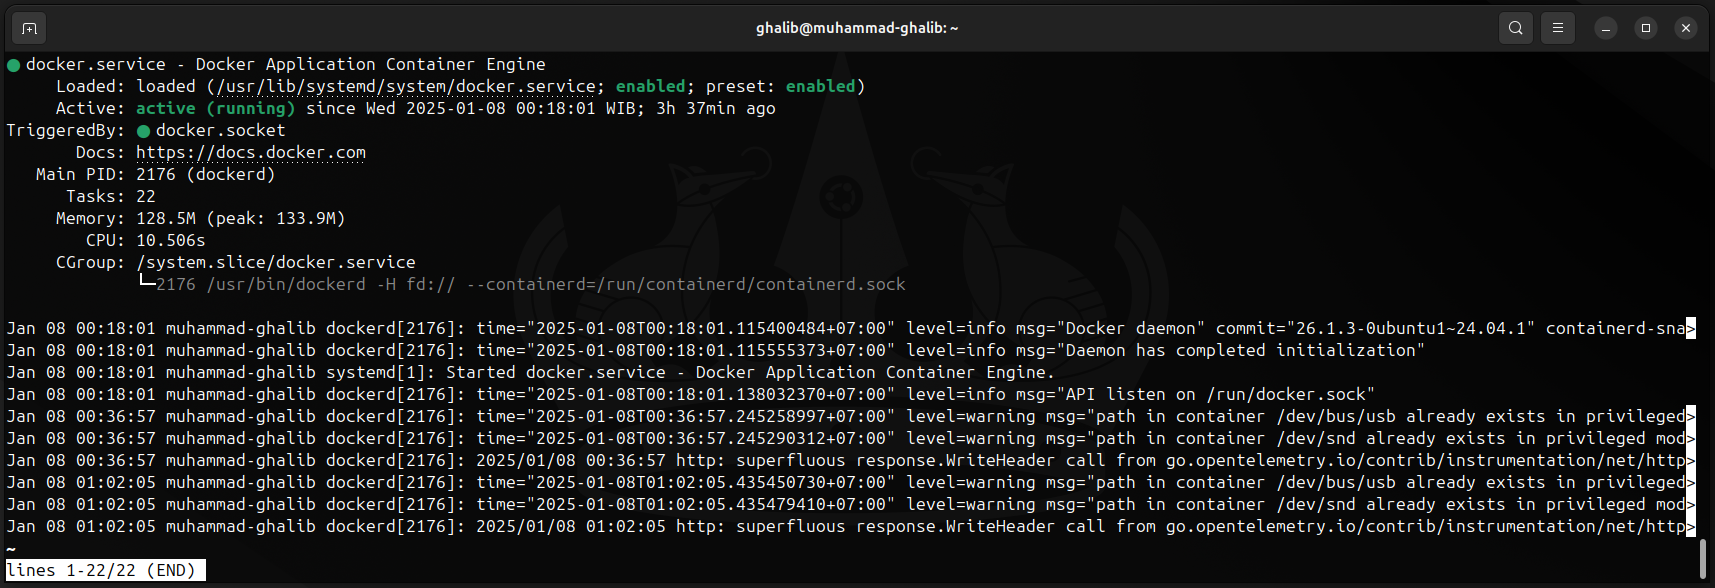 ghalib@muhammad-ghalib: ~
docker.service - Docker Application Container Engine
Loaded: loaded (/usr/lib/systemd/system/docker.service; enabled; preset: enabled)
Active: active (running) since Wed 2025-01-08 00:18:01 WIB; 3h 37min ago
TriggeredBy: docker.socket
Docs: https://docs.docker.com
Main PID: 2176 (dockerd)
Tasks: 22
Memory: 128.5M (peak: 133.9M)
CPU: 10.506s
CGroup: /system.slice/docker.service
└─2176 /usr/bin/dockerd -H fd:// --containerd=/run/containerd/containerd.sock
Jan 08 00:18:01 muhammad-ghalib dockerd[2176]: time="2025-01-08T00:18:01.115400484+07:00" level=info msg="Docker daemon" commit="26.1.3-0ubuntu1~24.04.1" containerd-sna>
Jan 08 00:18:01 muhammad-ghalib dockerd[2176]: time="2025-01-08T00:18:01.115555373+07:00" level=info msg="Daemon has completed initialization"
Jan 08 00:18:01 muhammad-ghalib systemd[1]: Started docker.service - Docker Application Container Engine.
Jan 08 00:18:01 muhammad-ghalib dockerd[2176]: time="2025-01-08T00:18:01.138032370+07:00" level=info msg="API listen on /run/docker.sock"
Jan 08 00:36:57 muhammad-ghalib dockerd[2176]: time="2025-01-08T00:36:57.245258997+07:00" level=warning msg="path in container /dev/bus/usb already exists in privileged>
Jan 08 00:36:57 muhammad-ghalib dockerd[2176]: time="2025-01-08T00:36:57.245290312+07:00" level=warning msg="path in container /dev/snd already exists in privileged mod>
Jan 08 00:36:57 muhammad-ghalib dockerd[2176]: 2025/01/08 00:36:57 http: superfluous response.WriteHeader call from go.opentelemetry.io/contrib/instrumentation/net/http>
Jan 08 01:02:05 muhammad-ghalib dockerd[2176]: time="2025-01-08T01:02:05.435450730+07:00" level=warning msg="path in container /dev/bus/usb already exists in privileged>
Jan 08 01:02:05 muhammad-ghalib dockerd[2176]: time="2025-01-08T01:02:05.435479410+07:00" level=warning msg="path in container /dev/snd already exists in privileged mod>
Jan 08 01:02:05 muhammad-ghalib dockerd[2176]: 2025/01/08 01:02:05 http: superfluous response.WriteHeader call from go.opentelemetry.io/contrib/instrumentation/net/http>
~
lines 1-22/22 (END)